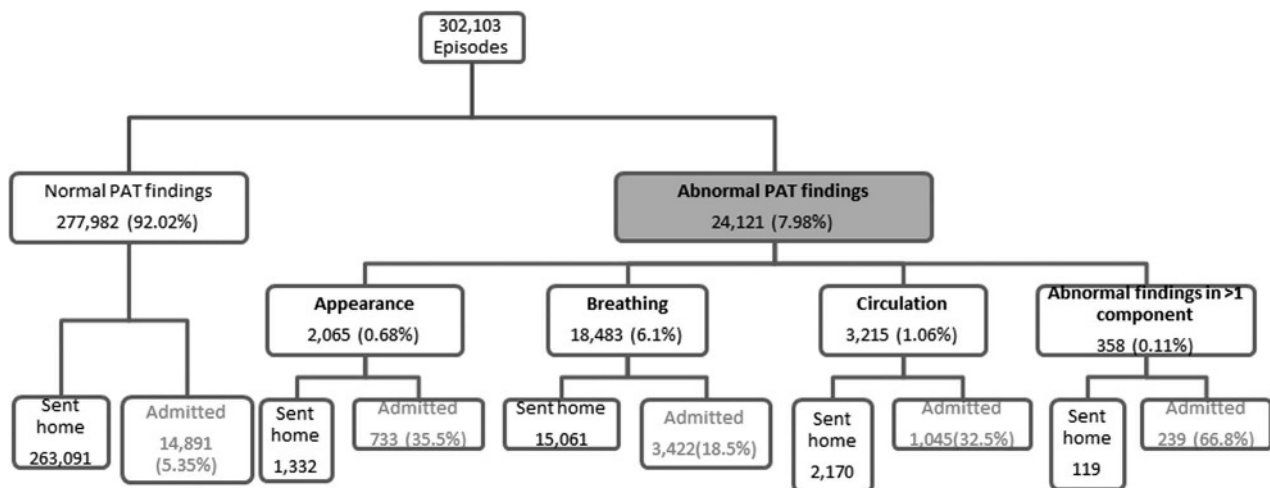 302,103
Episodes
Normal PAT findings
277,982 (92.02%)
Abnormal PAT findings
24,121 (7.98%)
Appearance
2,065 (0.68%)
Breathing
18,483 (6.1%)
Circulation
3,215 (1.06%)
Abnormal findings in >1
component
358 (0.11%)
Sent
home
263,091
Admitted
14,891
(5.35%)
Sent
home
1,332
Admitted
733 (35.5%)
Sent home
15,061
Admitted
3,422(18.5%)
Sent
home
2,170
Admitted
1,045(32.5%)
Sent
home
119
Admitted
239 (66.8%)